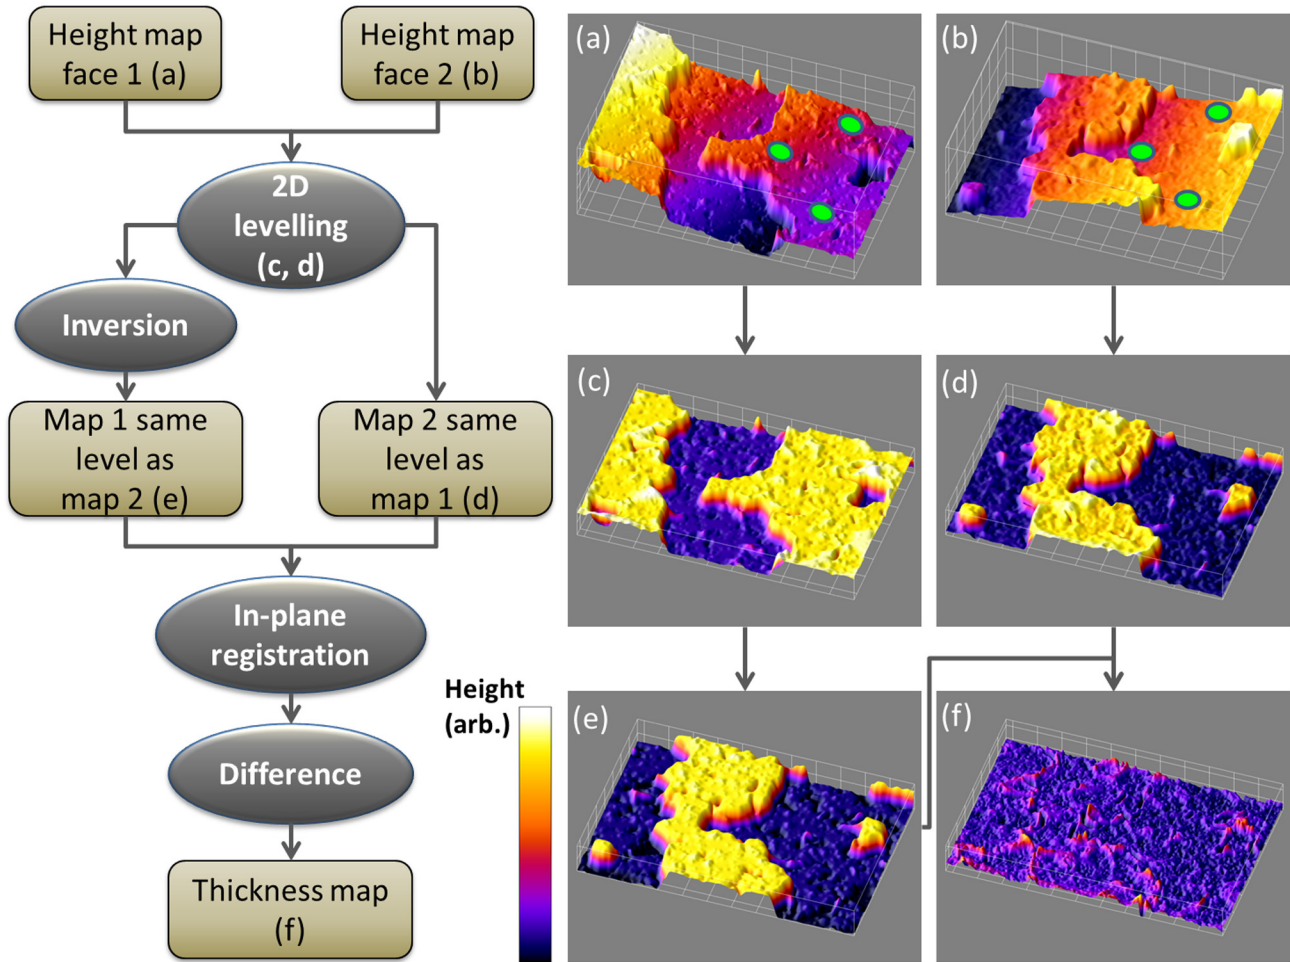 Height map
face 1 (a)
Height map
face 2 (b)
2D
levelling
(c, d)
Inversion
Map 1 same
level as
map 2 (e)
Map 2 same
level as
map 1 (d)
In-plane
registration
Difference
Thickness map
(f)
Height
(arb.)
(a)
(b)
(c)
(d)
(e)
(f)